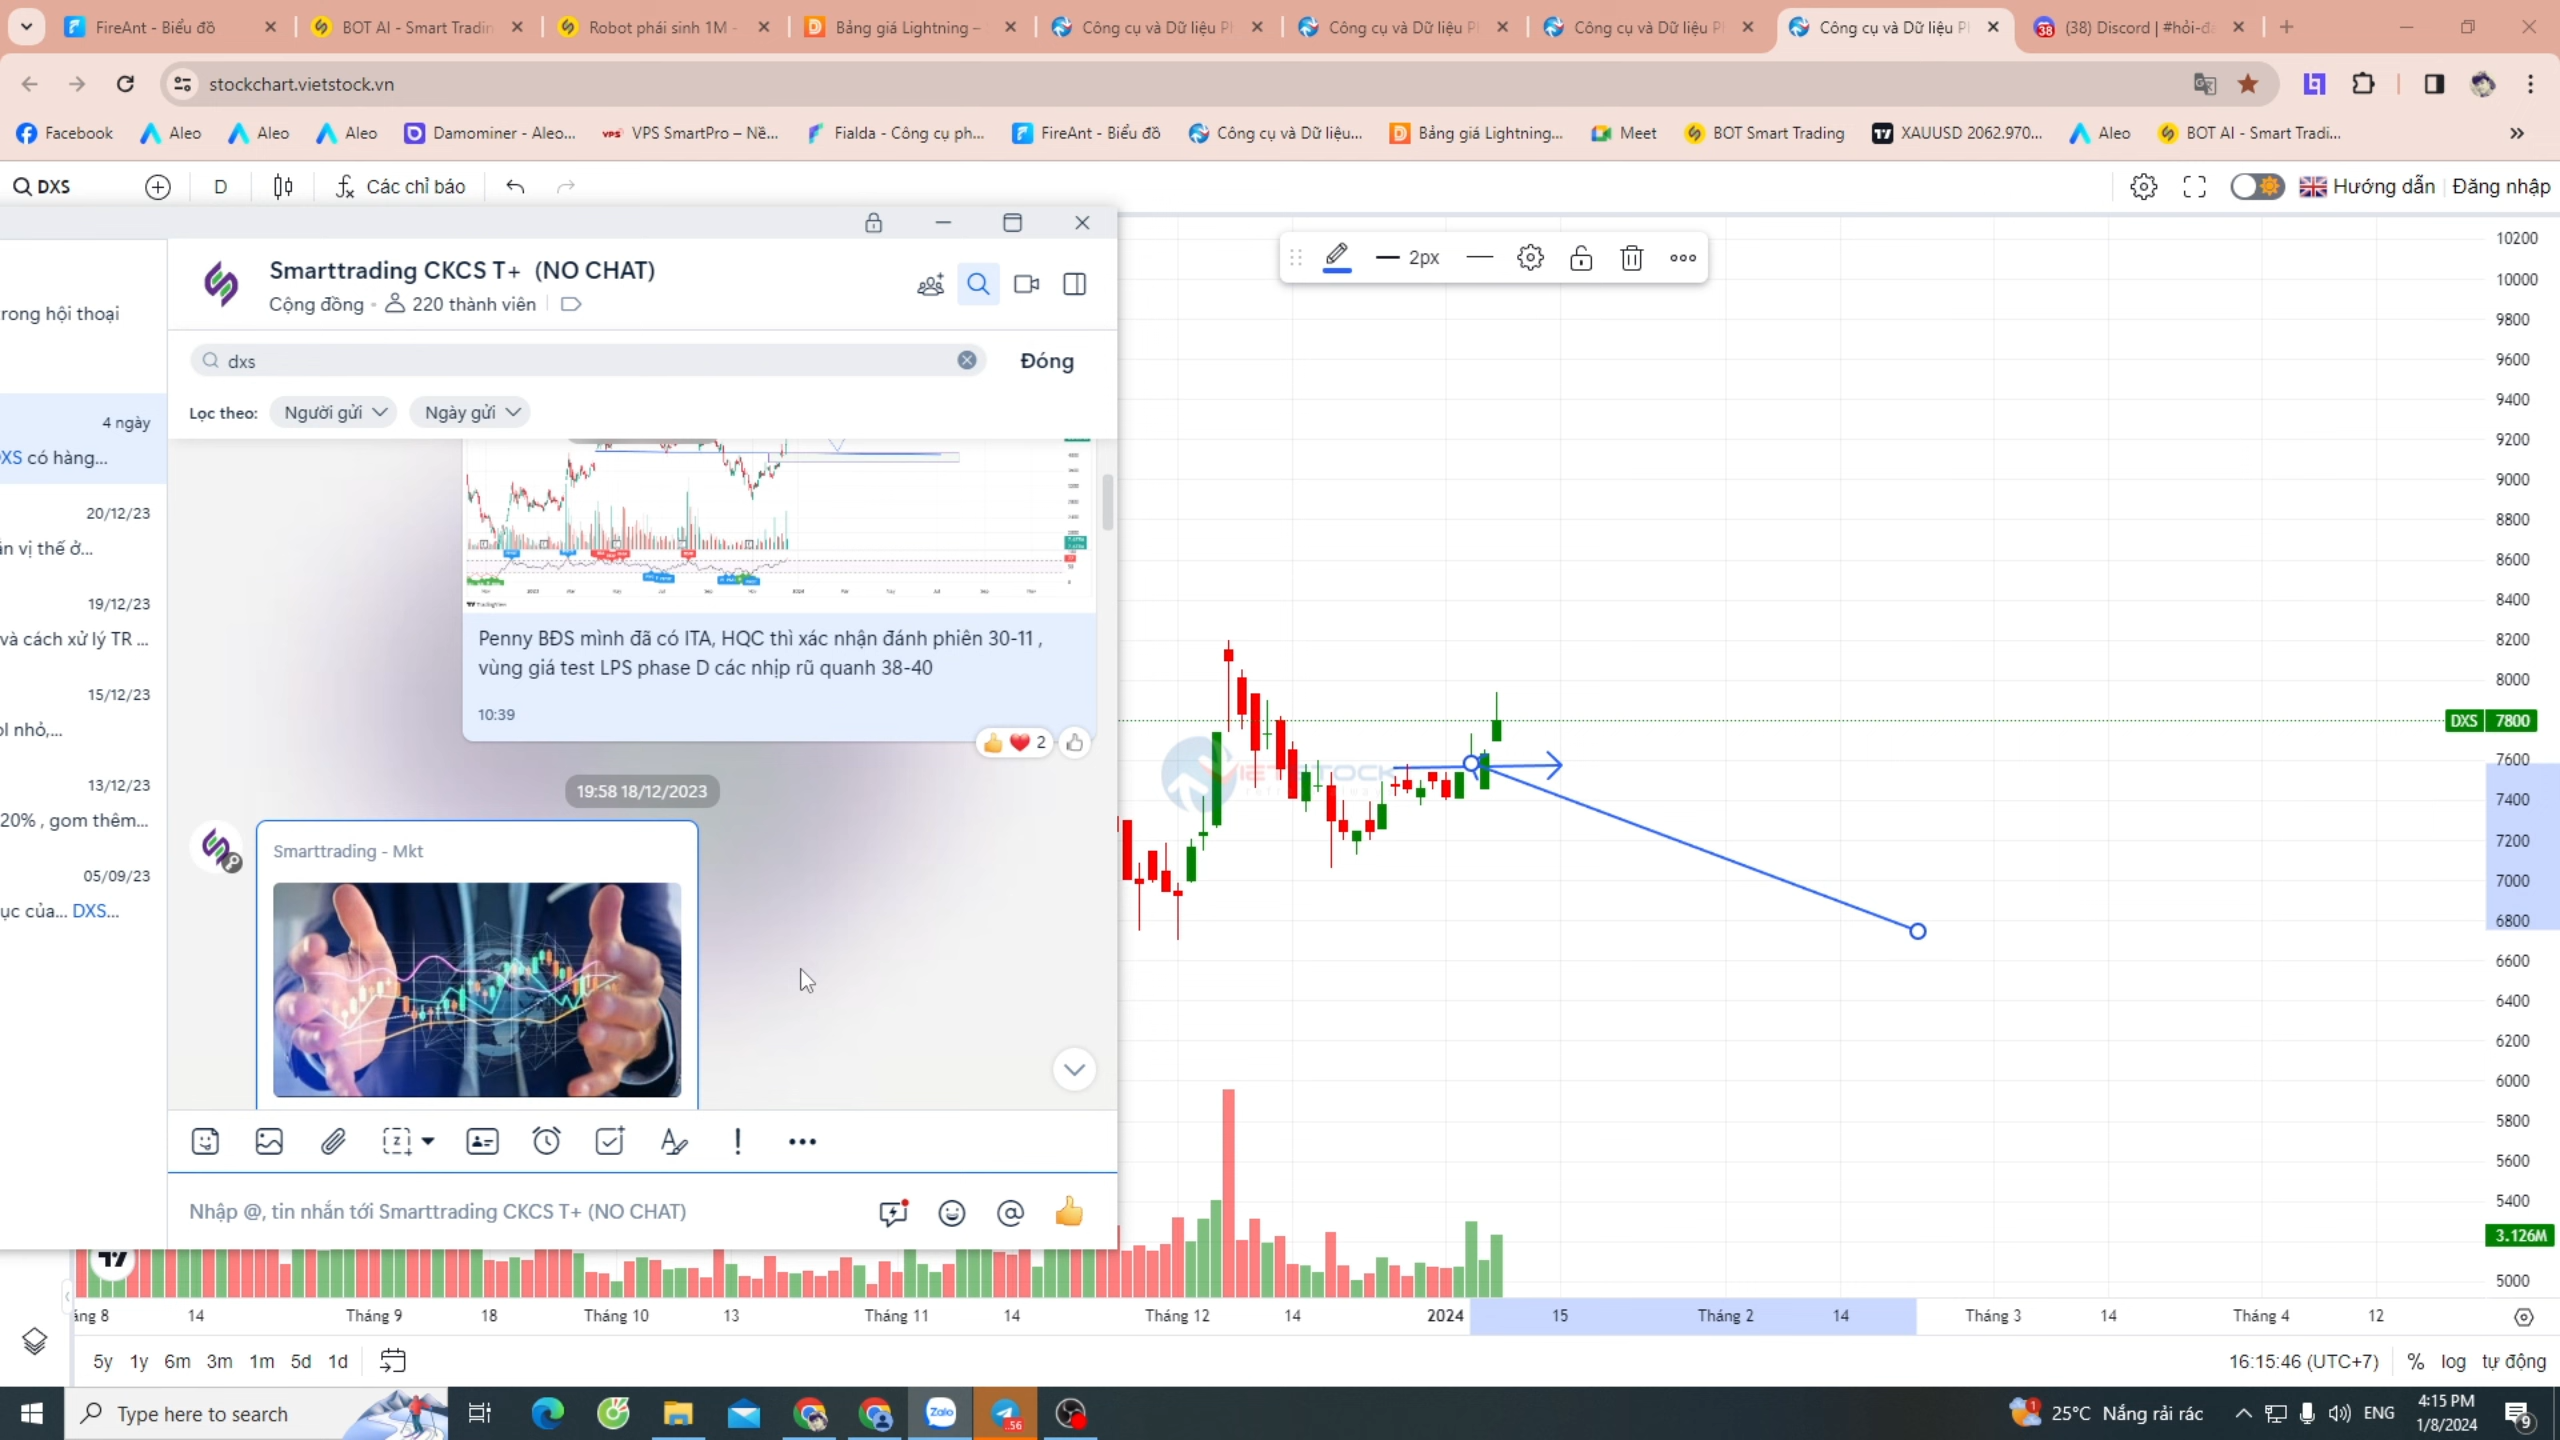 FireAnt - Biểu đồ
BOT AI - Smart Tradin
Robot phái sinh 1M -
Bảng giá Lightning –
Công cụ và Dữ liệu P
Công cụ và Dữ liệu P
Công cụ và Dữ liệu P
Công cụ và Dữ liệu P
(38) Discord | #hỏi-đ
stockchart.vietstock.vn
Facebook
Aleo
Aleo
Aleo
Damominer - Aleo...
VPS SmartPro – Nề...
Fialda - Công cụ ph...
FireAnt - Biểu đồ
Công cụ và Dữ liệu...
Bảng giá Lightning...
Meet
BOT Smart Trading
XAUUSD 2062.970...
Aleo
BOT AI - Smart Tradi...
DXS
D
Các chỉ báo
Hướng dẫn
Đăng nhập
rong hội thoại
4 ngày
XS có hàng...
20/12/23
n vị thế ở...
19/12/23
và cách xử lý TR ...
15/12/23
ol nhỏ,...
13/12/23
20% , gom thêm...
05/09/23
ục của... DXS...
Smarttrading CKCS T+ (NO CHAT)
Cộng đồng
220 thành viên
dxs
Đóng
Lọc theo:
Người gửi
Ngày gửi
Penny BĐS mình đã có ITA, HQC thì xác nhận đánh phiên 30-11 ,
vùng giá test LPS phase D các nhịp rũ quanh 38-40
10:39
2
19:58 18/12/2023
Smarttrading - Mkt
Nhập @, tin nhắn tới Smarttrading CKCS T+ (NO CHAT)
2px
10200
10000
9800
9600
9400
9200
9000
8800
8600
8400
8200
8000
DXS 7800
7600
7400
7200
7000
6800
6600
6400
6200
6000
5800
5600
5400
3.126M
5000
áng 8
14
Tháng 9
18
Tháng 10
13
Tháng 11
14
Tháng 12
14
2024
15
Tháng 2
14
Tháng 3
14
Tháng 4
12
5y 1y 6m 3m 1m 5d 1d
16:15:46 (UTC+7)
%
log
tự động
Type here to search
Zalo
56
25°C Nắng rải rác
ENG
4:15 PM
1/8/2024
9